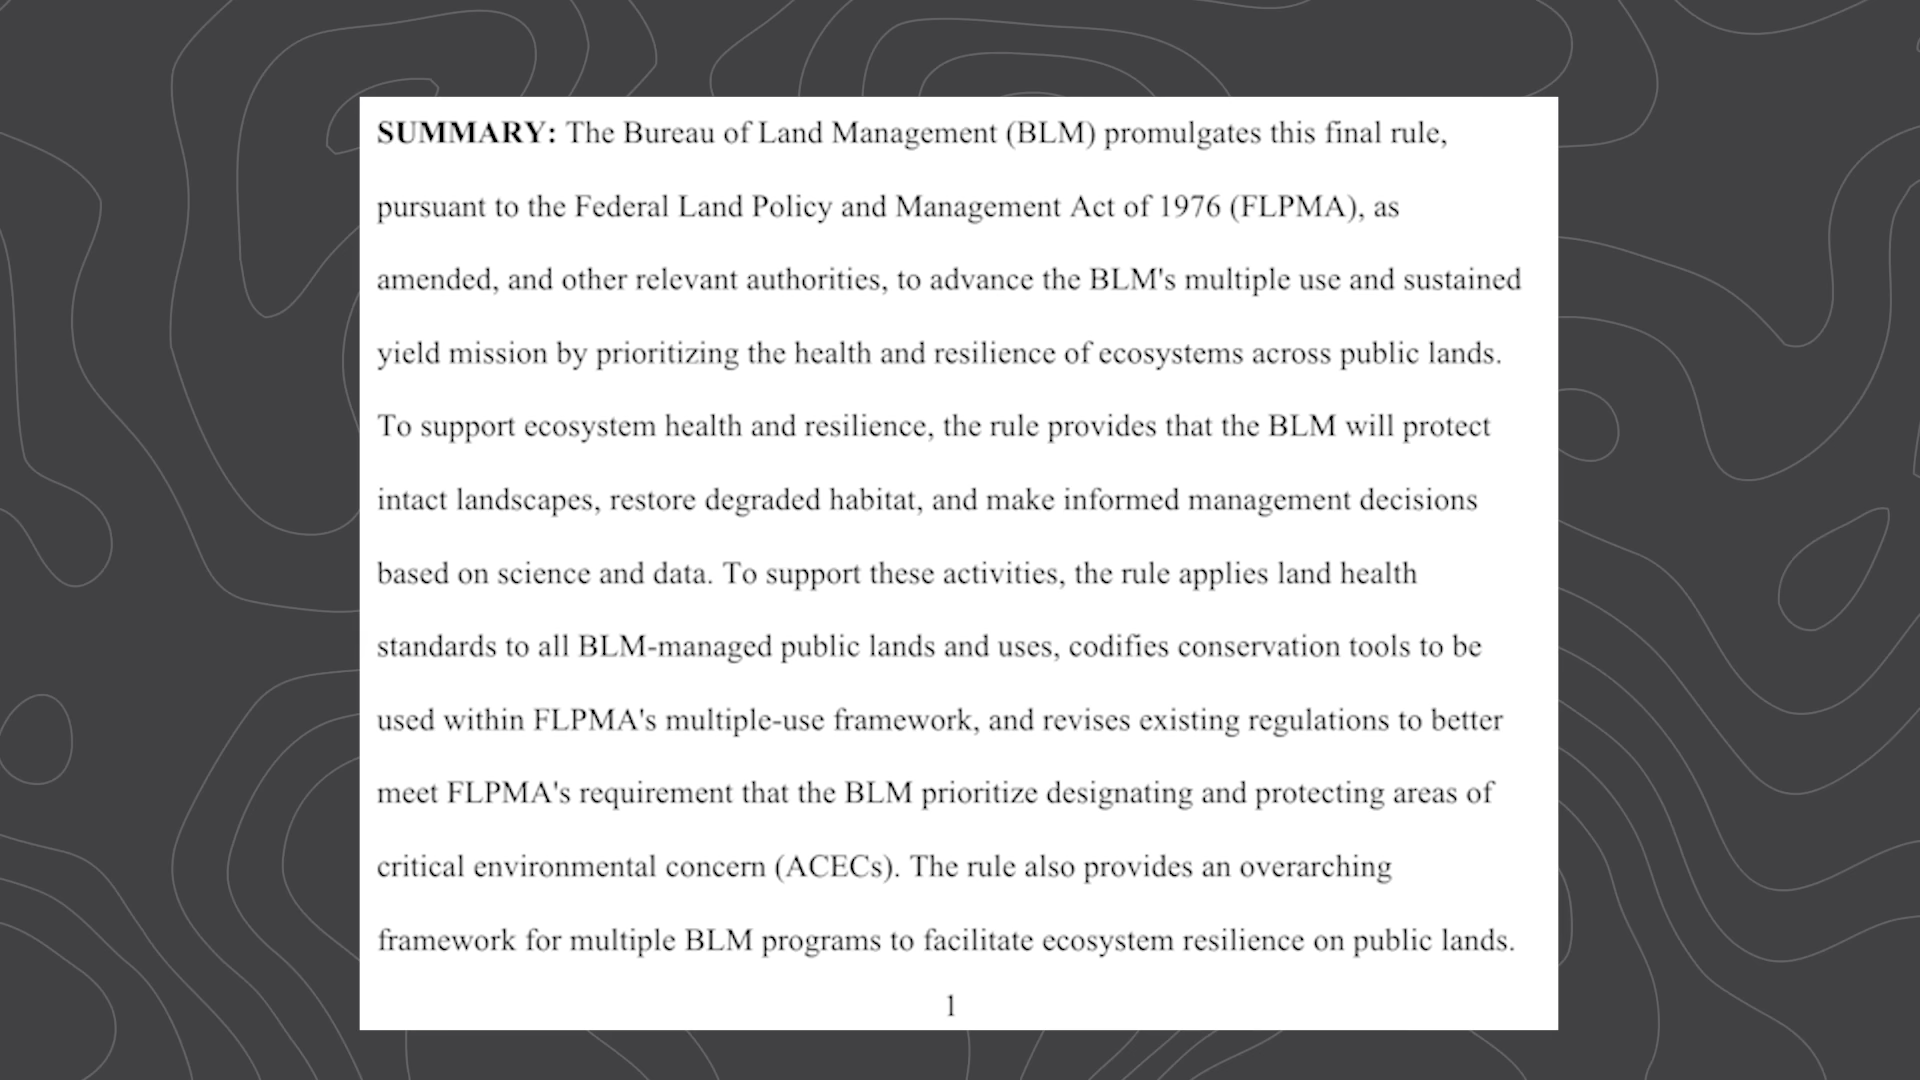 SUMMARY: The Bureau of Land Management (BLM) promulgates this final rule,
pursuant to the Federal Land Policy and Management Act of 1976 (FLPMA), as
amended, and other relevant authorities, to advance the BLM's multiple use and sustained
yield mission by prioritizing the health and resilience of ecosystems across public lands.
To support ecosystem health and resilience, the rule provides that the BLM will protect
intact landscapes, restore degraded habitat, and make informed management decisions
based on science and data. To support these activities, the rule applies land health
standards to all BLM-managed public lands and uses, codifies conservation tools to be
used within FLPMA's multiple-use framework, and revises existing regulations to better
meet FLPMA's requirement that the BLM prioritize designating and protecting areas of
critical environmental concern (ACECs). The rule also provides an overarching
framework for multiple BLM programs to facilitate ecosystem resilience on public lands.
1